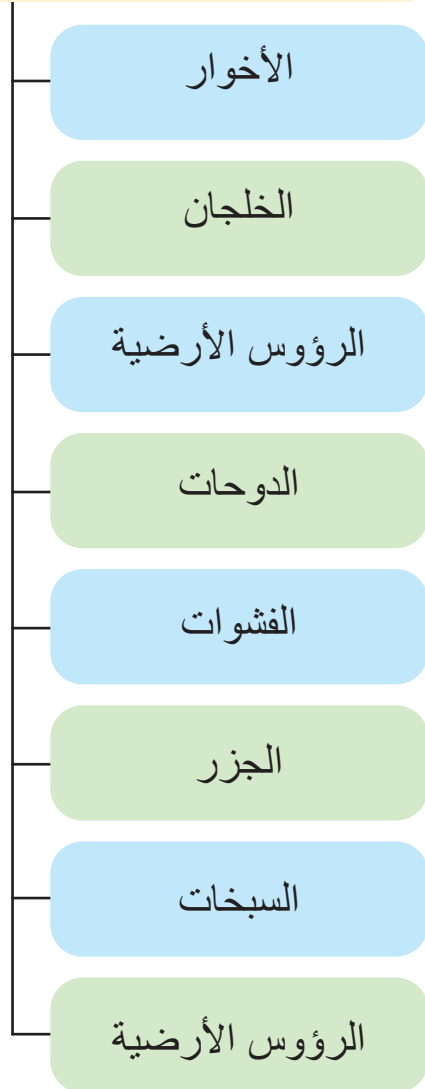 الأخوار
الخلجان
الرؤوس الأرضية
الدوحات
الفشوات
الجزر
السبخات
الرؤوس الأرضية